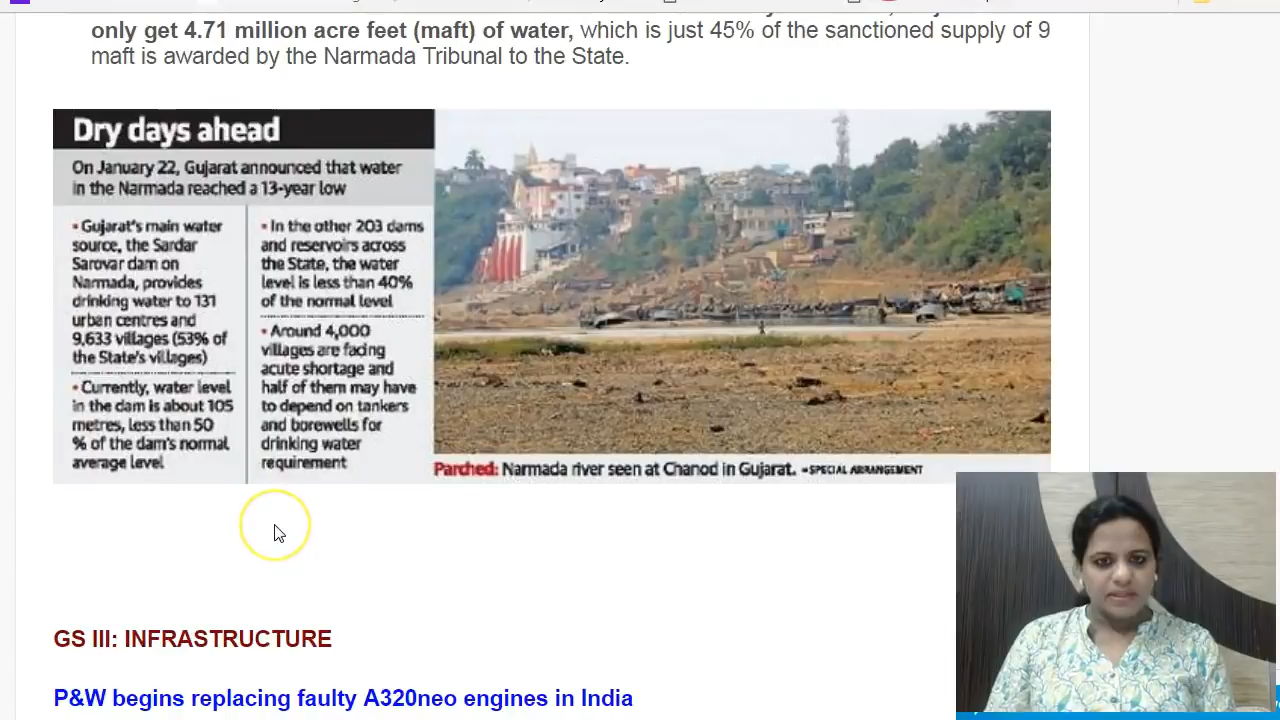 only get 4.71 million acre feet (maft) of water, which is just 45% of the sanctioned supply of 9
maft is awarded by the Narmada Tribunal to the State.
Dry days ahead
On January 22, Gujarat announced that water
in the Narmada reached a 13-year low
• Gujarat's main water
source, the Sardar
Sarovar dam on
Narmada, provides
drinking water to 131
urban centres and
9,633 villages (53% of
the State's villages)
• Currently, water level
in the dam is about 105
metres, less than 50
% of the dam's normal
average level
• In the other 203 dams
and reservoirs across
the State, the water
level is less than 40%
of the normal level
• Around 4,000
villages are facing
acute shortage and
half of them may have
to depend on tankers
and borewells for
drinking water
requirement
Parched: Narmada river seen at Chanod in Gujarat. •SPECIAL ARRANGEMENT
GS III: INFRASTRUCTURE
P&W begins replacing faulty A320neo engines in India